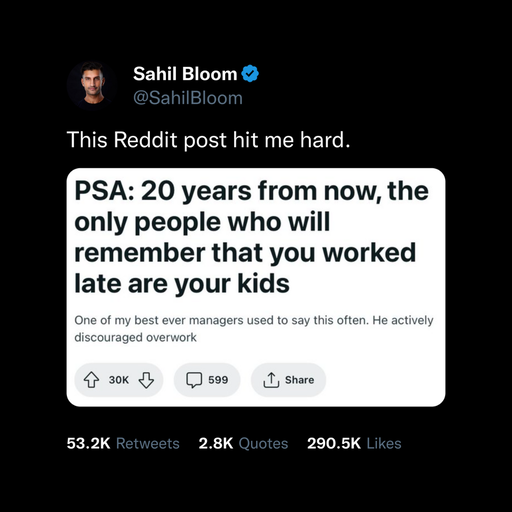 Sahil Bloom
@SahilBloom
This Reddit post hit me hard.
PSA: 20 years from now, the
only people who will
remember that you worked
late are your kids
One of my best ever managers used to say this often. He actively
discouraged overwork
30K 599 Share
53.2K Retweets 2.8K Quotes 290.5K Likes